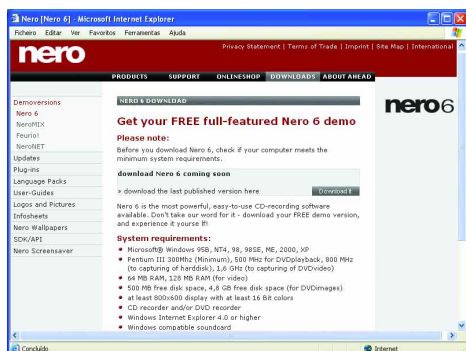 Nero [Nero 6] - Microsoft Internet Explorer
Ficheiro Editar Ver Favoritos Ferramentas Ajuda
nero
Privacy Statement | Terms of Trade | Imprint | Site Map | International
PRODUCTS SUPPORT ONLINESHOP DOWNLOADS ABOUT AHEAD
Demoversions
Nero 6
NeroMIX
Feurio!
NeroNET
Updates
Plug-ins
Language Packs
User-Guides
Logos and Pictures
Infosheets
Nero Wallpapers
SDK/API
Nero Screensaver
NERO 6 DOWNLOAD
Get your FREE full-featured Nero 6 demo
Please note:
Before you download Nero 6, check if your computer meets the
minimum system requirements.
download Nero 6 coming soon
» download the last published version here Download it
Nero 6 is the most powerful, easy-to-use CD-recording software
available. Don't take our word for it - download your FREE demo version,
and experience it yourse lf!
System requirements:
• Microsoft® Windows 95B, NT4, 98, 98SE, ME, 2000, XP
• Pentium III 300Mhz (Minimum), 500 MHz for DVDplayback, 800 MHz
(to capturing of harddisk), 1,6 GHz (to capturing of DVDvideo)
• 64 MB RAM, 128 MB RAM (for video)
• 500 MB free disk space, 4,8 GB free space (for DVDimages)
• at least 800x600 display with at least 16 Bit colors
• CD recorder and/or DVD recorder
• Windows Internet Explorer 4.0 or higher
• Windows compatible soundcard
nero 6
Concluído
Internet